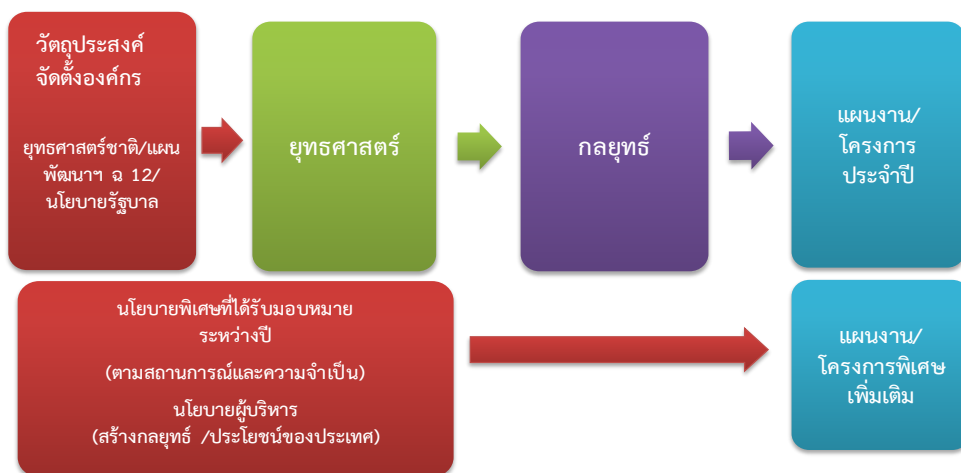 วัตถุประสงค์
จัดตั้งองค์กร
ยุทธศาสตร์ชาติ/แผน
พัฒนาฯ ฉ 12/
นโยบายรัฐบาล
ยุทธศาสตร์
กลยุทธ์
แผนงาน/
โครงการ
ประจำปี
นโยบายพิเศษที่ได้รับมอบหมาย
ระหว่างปี
(ตามสถานการณ์และความจำเป็น)
นโยบายผู้บริหาร
(สร้างกลยุทธ์ /ประโยชน์ของประเทศ)
แผนงาน/
โครงการพิเศษ
เพิ่มเติม